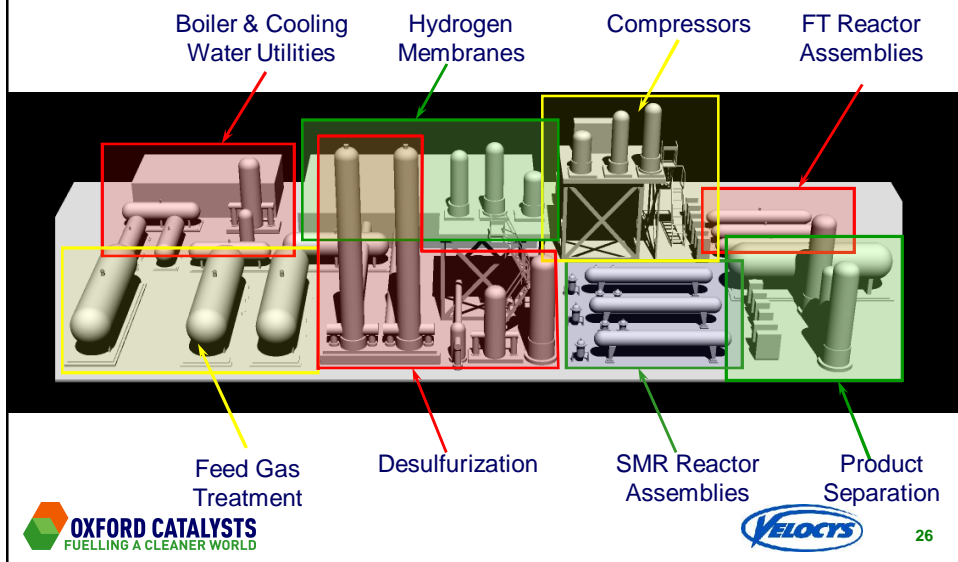 Boiler & Cooling
Water Utilities
Hydrogen
Membranes
Compressors
FT Reactor
Assemblies
Feed Gas
Treatment
Desulfurization
SMR Reactor
Assemblies
Product
Separation
OXFORD CATALYSTS
FUELLING A CLEANER WORLD
VELOCYS
26